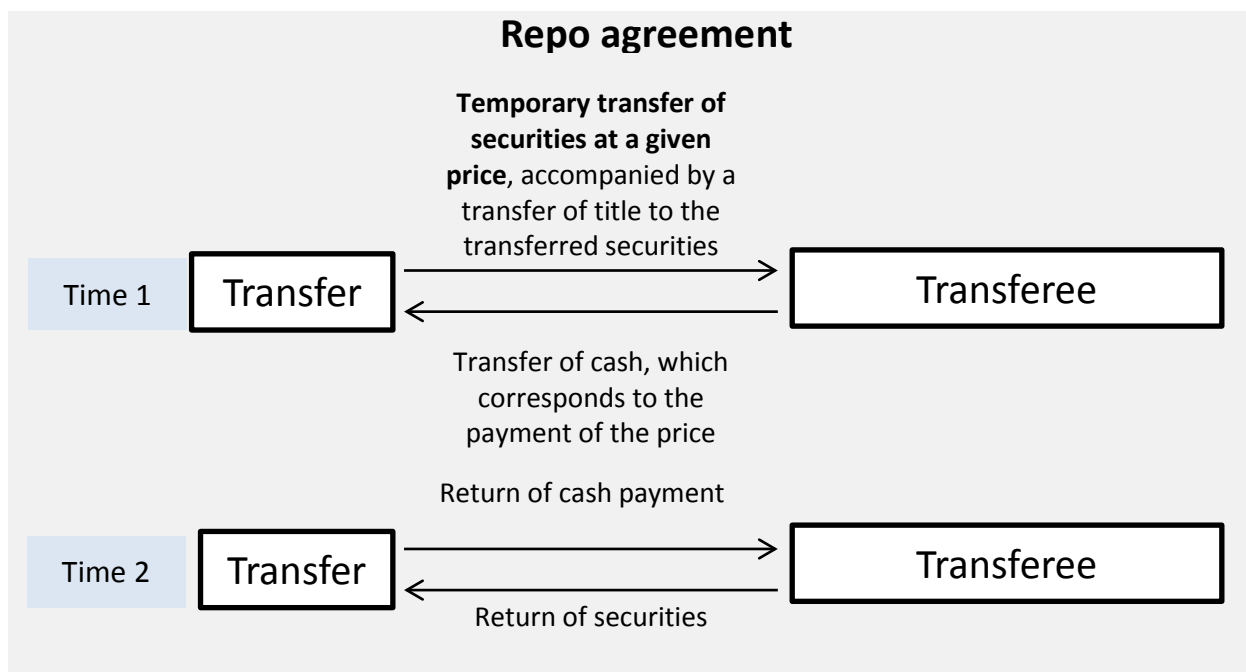 Repo agreement
Temporary transfer of
securities at a given
price, accompanied by a
transfer of title to the
transferred securities
Time 1
Transfer
Transferee
Transfer of cash, which
corresponds to the
payment of the price
Return of cash payment
Time 2
Transfer
Transferee
Return of securities